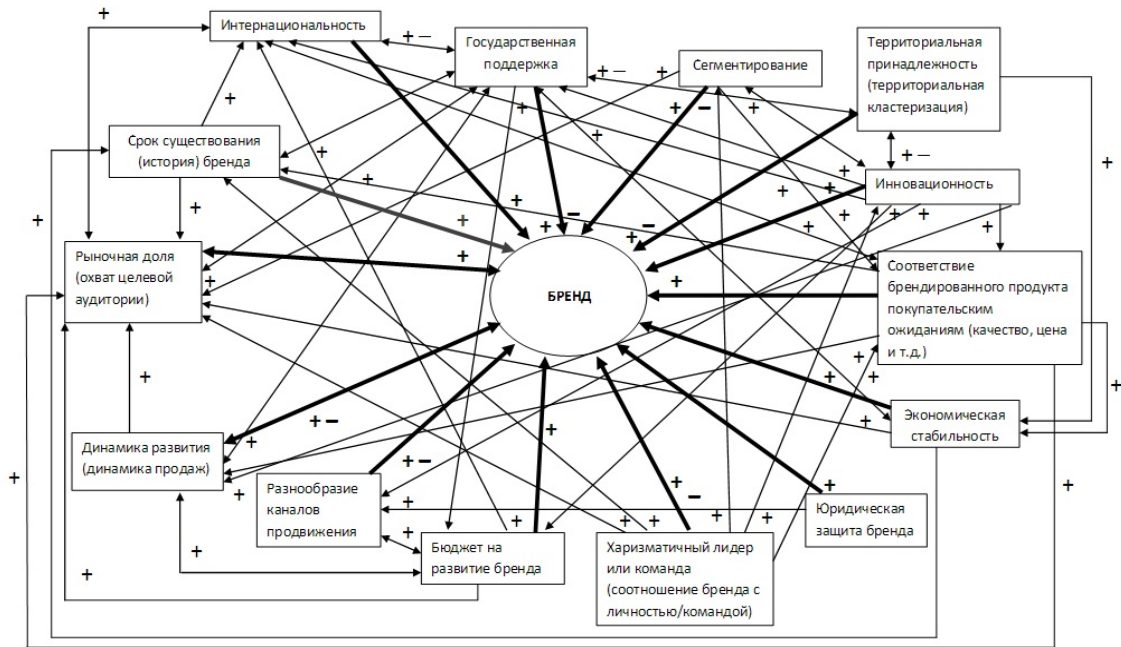 Интернациональность
Государственная
поддержка
Сегментирование
Территориальная
принадлежность
(территориальная
кластеризация)
Срок существования
(история) бренда
Инновационность
Рыночная доля
(охват целевой
аудитории)
БРЕНД
Соответствие
брендированного продукта
покупательским
ожиданиям (качество, цена
и т.д.)
Экономическая
стабильность
Динамика развития
(динамика продаж)
Разнообразие
каналов
продвижения
Бюджет на
развитие бренда
Харизматичный лидер
или команда
(соотношение бренда с
личностью/командой)
Юридическая
защита бренда